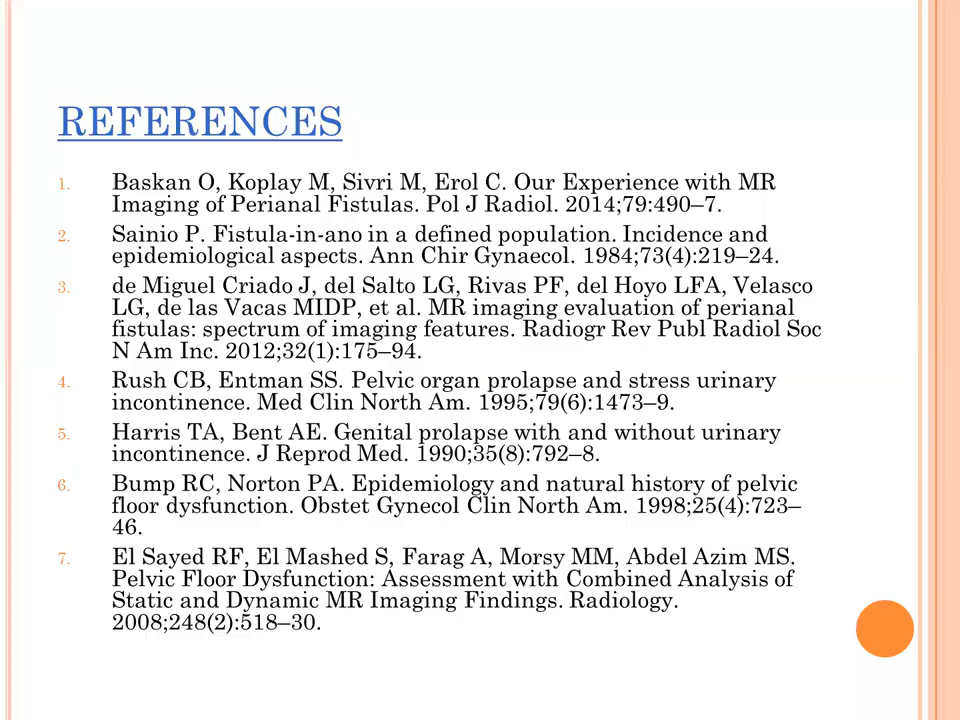 REFERENCES
1. Baskan O, Koplay M, Sivri M, Erol C. Our Experience with MR
Imaging of Perianal Fistulas. Pol J Radiol. 2014;79:490–7.
2. Sainio P. Fistula-in-ano in a defined population. Incidence and
epidemiological aspects. Ann Chir Gynaecol. 1984;73(4):219–24.
3. de Miguel Criado J, del Salto LG, Rivas PF, del Hoyo LFA, Velasco
LG, de las Vacas MIDP, et al. MR imaging evaluation of perianal
fistulas: spectrum of imaging features. Radiogr Rev Publ Radiol Soc
N Am Inc. 2012;32(1):175–94.
4. Rush CB, Entman SS. Pelvic organ prolapse and stress urinary
incontinence. Med Clin North Am. 1995;79(6):1473–9.
5. Harris TA, Bent AE. Genital prolapse with and without urinary
incontinence. J Reprod Med. 1990;35(8):792–8.
6. Bump RC, Norton PA. Epidemiology and natural history of pelvic
floor dysfunction. Obstet Gynecol Clin North Am. 1998;25(4):723–
46.
7. El Sayed RF, El Mashed S, Farag A, Morsy MM, Abdel Azim MS.
Pelvic Floor Dysfunction: Assessment with Combined Analysis of
Static and Dynamic MR Imaging Findings. Radiology.
2008;248(2):518–30.